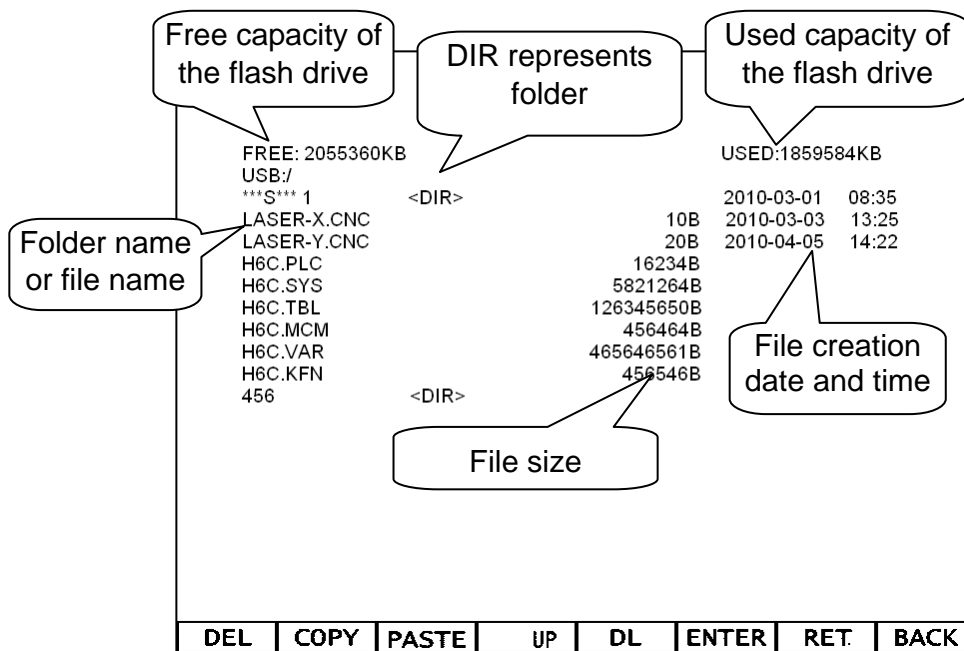 Free capacity of
the flash drive
DIR represents
folder
Used capacity of
the flash drive
FREE: 2055360KB USED:1859584KB
USB:/
***S*** 1 <DIR> 2010-03-01 08:35
LASER-X.CNC 10B 2010-03-03 13:25
LASER-Y.CNC 20B 2010-04-05 14:22
H6C.PLC 16234B
H6C.SYS 5821264B
H6C.TBL 126345650B
H6C.MCM 456464B
H6C.VAR 465646561B
H6C.KFN 456546B
456 <DIR>
Folder name
or file name
File creation
date and time
File size
DEL COPY PASTE UP DL ENTER RET. BACK